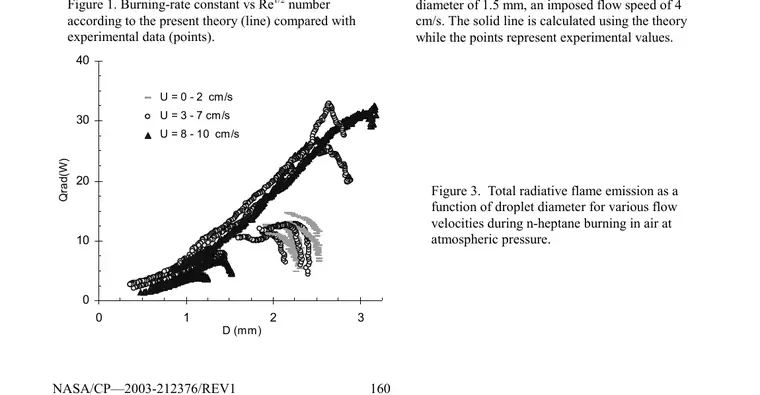 Figure 1. Burning-rate constant vs Re1/2 number
according to the present theory (line) compared with
experimental data (points).
diameter of 1.5 mm, an imposed flow speed of 4
cm/s. The solid line is calculated using the theory
while the points represent experimental values.
40
30
20
10
0
Qrad(W)
U = 0 - 2 cm/s
U = 3 - 7 cm/s
U = 8 - 10 cm/s
0 1 2 3
D (mm)
Figure 3. Total radiative flame emission as a
function of droplet diameter for various flow
velocities during n-heptane burning in air at
atmospheric pressure.
NASA/CP—2003-212376/REV1 160